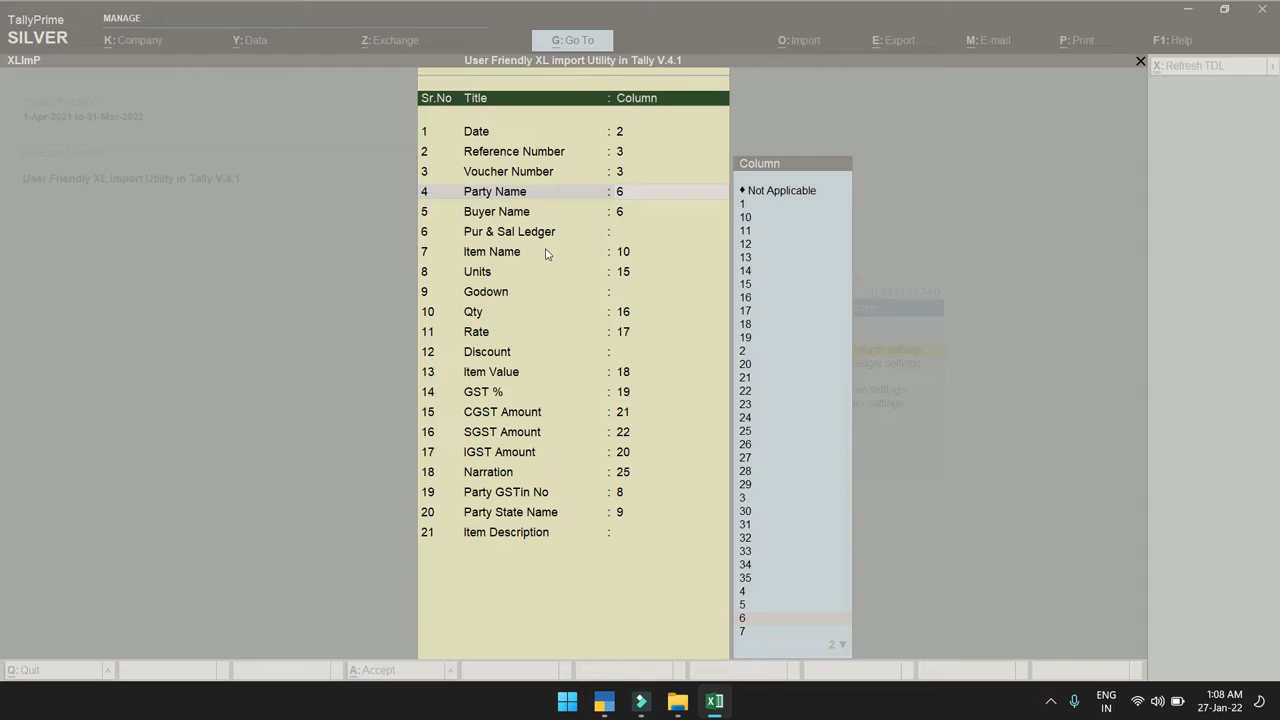 TallyPrime
SILVER
MANAGE
K: Company
Y: Data
Z: Exchange
G: Go To
O: Import
E: Export
M: E-mail
P: Print
F1: Help
XLImP
User Friendly XL import Utility in Tally V.4.1
X: Refresh TDL
1-Apr-2021 to 31-Mar-2022
User Friendly XL Import Utility in Tally V.4.1
Sr.No Title : Column
1 Date : 2
2 Reference Number : 3
3 Voucher Number : 3
4 Party Name : 6
5 Buyer Name : 6
6 Pur & Sal Ledger :
7 Item Name : 10
8 Units : 15
9 Godown :
10 Qty : 16
11 Rate : 17
12 Discount :
13 Item Value : 18
14 GST % : 19
15 CGST Amount : 21
16 SGST Amount : 22
17 IGST Amount : 20
18 Narration : 25
19 Party GSTin No : 8
20 Party State Name : 9
21 Item Description :
Column
♦ Not Applicable
1
10
11
12
13
14
15
16
17
18
19
2
20
21
22
23
24
25
26
27
28
29
3
30
31
32
33
34
35
4
5
6
7
2 ▼
Q: Quit
A: Accept
ENG
IN
1:08 AM
27-Jan-22